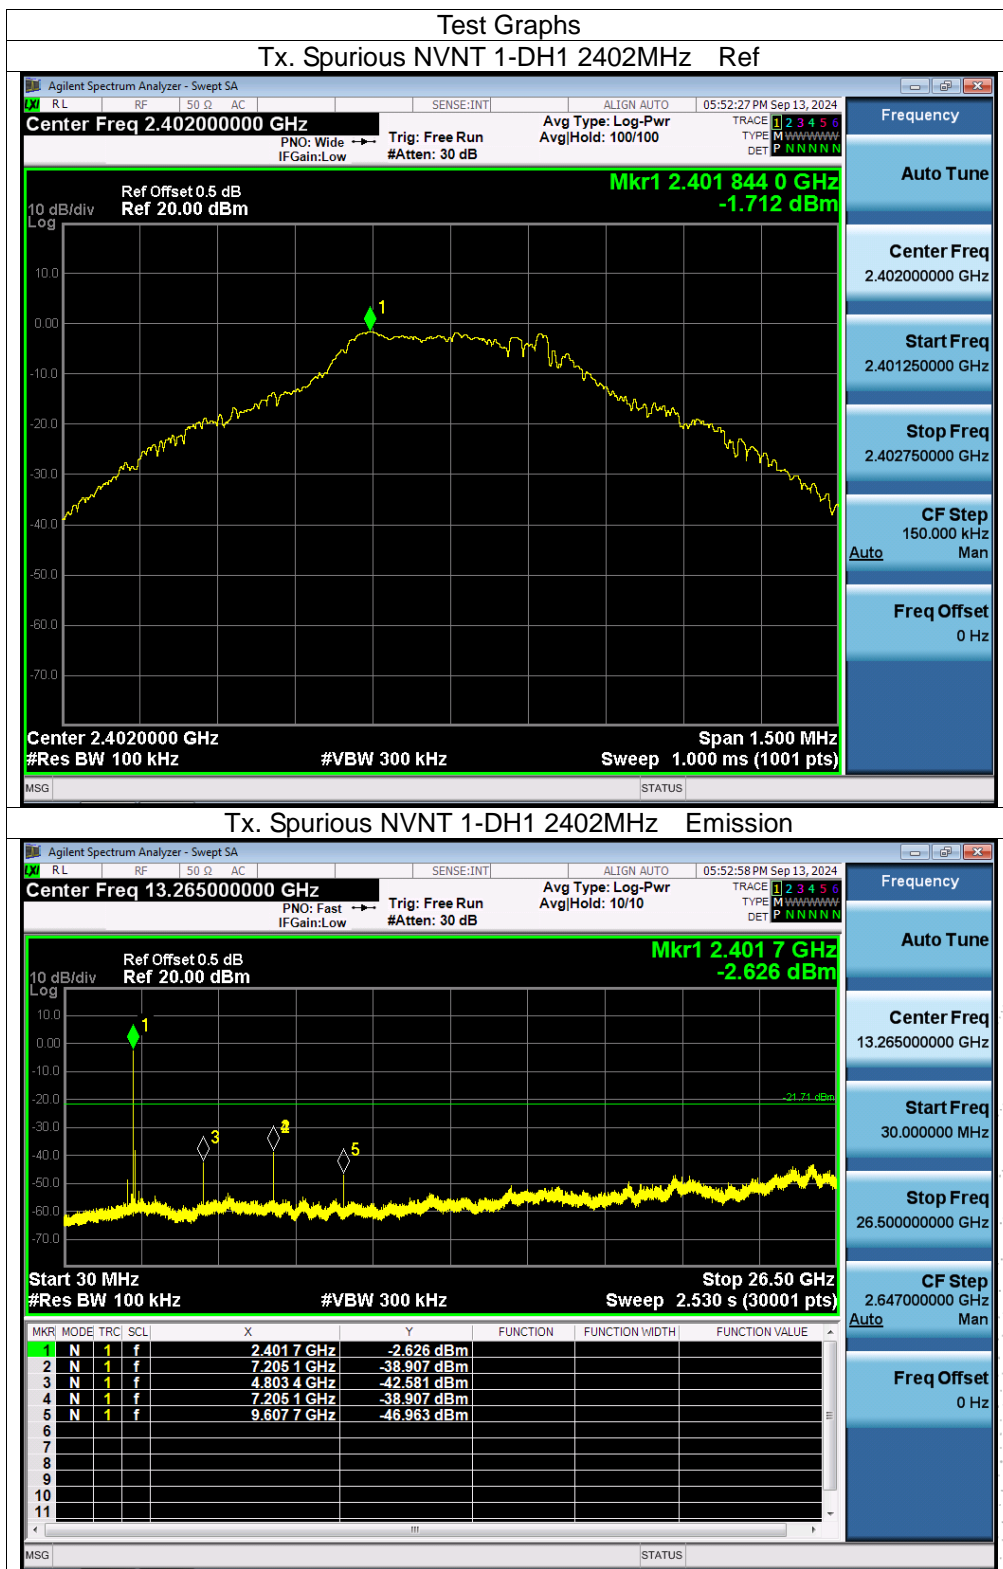 Test Graphs
Tx. Spurious NVNT 1-DH1 2402MHz Ref
Agilent Spectrum Analyzer - Swept SA
LXI RL RF 50 Ω AC SENSE:INT ALIGN AUTO 05:52:27 PM Sep 13, 2024
Center Freq 2.402000000 GHz
PNO: Wide
IFGain:Low
Trig: Free Run
#Atten: 30 dB
Avg Type: Log-Pwr
Avg|Hold: 100/100
TRACE 1 2 3 4 5 6
TYPE M WWWWW
DET P N N N N N
Frequency
Auto Tune
Center Freq
2.402000000 GHz
Start Freq
2.401250000 GHz
Stop Freq
2.402750000 GHz
CF Step
150.000 kHz
Auto Man
Freq Offset
0 Hz
Mkr1 2.401 844 0 GHz
-1.712 dBm
Ref Offset 0.5 dB
10 dB/div Ref 20.00 dBm
Log
1
10.0
0.00
-10.0
-20.0
-30.0
-40.0
-50.0
-60.0
-70.0
Center 2.4020000 GHz Span 1.500 MHz
#Res BW 100 kHz #VBW 300 kHz Sweep 1.000 ms (1001 pts)
MSG STATUS
Tx. Spurious NVNT 1-DH1 2402MHz Emission
Agilent Spectrum Analyzer - Swept SA
LXI RL RF 50 Ω AC SENSE:INT ALIGN AUTO 05:52:58 PM Sep 13, 2024
Center Freq 13.265000000 GHz
PNO: Fast
IFGain:Low
Trig: Free Run
#Atten: 30 dB
Avg Type: Log-Pwr
Avg|Hold: 10/10
TRACE 1 2 3 4 5 6
TYPE M WWWWW
DET P N N N N N
Frequency
Auto Tune
Center Freq
13.265000000 GHz
Start Freq
30.000000 MHz
Stop Freq
26.500000000 GHz
CF Step
2.647000000 GHz
Auto Man
Freq Offset
0 Hz
Mkr1 2.401 7 GHz
-2.626 dBm
Ref Offset 0.5 dB
10 dB/div Ref 20.00 dBm
Log
10.0
0.00
-10.0
-20.0
-30.0
-40.0
-50.0
-60.0
-70.0
1
-21.71 dBm
3
5
Start 30 MHz Stop 26.50 GHz
#Res BW 100 kHz #VBW 300 kHz Sweep 2.530 s (30001 pts)
MKR MODE TRC SCL X Y FUNCTION FUNCTION WIDTH FUNCTION VALUE
1 N 1 f 2.401 7 GHz -2.626 dBm
2 N 1 f 7.205 1 GHz -38.907 dBm
3 N 1 f 4.803 4 GHz -42.581 dBm
4 N 1 f 7.205 1 GHz -38.907 dBm
5 N 1 f 9.607 7 GHz -46.963 dBm
6
7
8
9
10
11
MSG STATUS